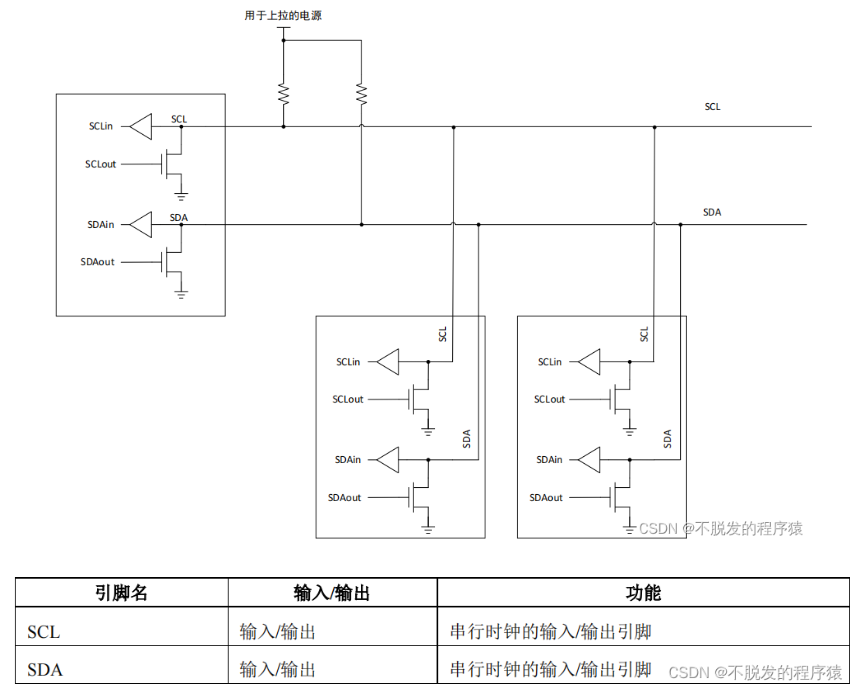 用于上拉的电源
SCL
SCLin
SCL
SCLout
SDAin
SDA
SDA
SDAout
SCL
SCL
SCLin
SCLin
SCLout
SCLout
SDA
SDA
SDAin
SDAin
SDAout
SDAout
CSDN @不脱发的程序猿
引脚名 输入/输出 功能
SCL 输入/输出 串行时钟的输入/输出引脚
SDA 输入/输出 串行时钟的输入/输出引脚
CSDN @不脱发的程序猿